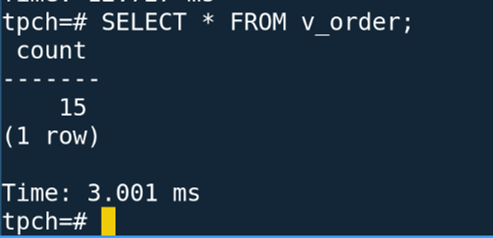 tpch=# SELECT * FROM v_order;
 count
-------
    15
(1 row)

Time: 3.001 ms
tpch=#